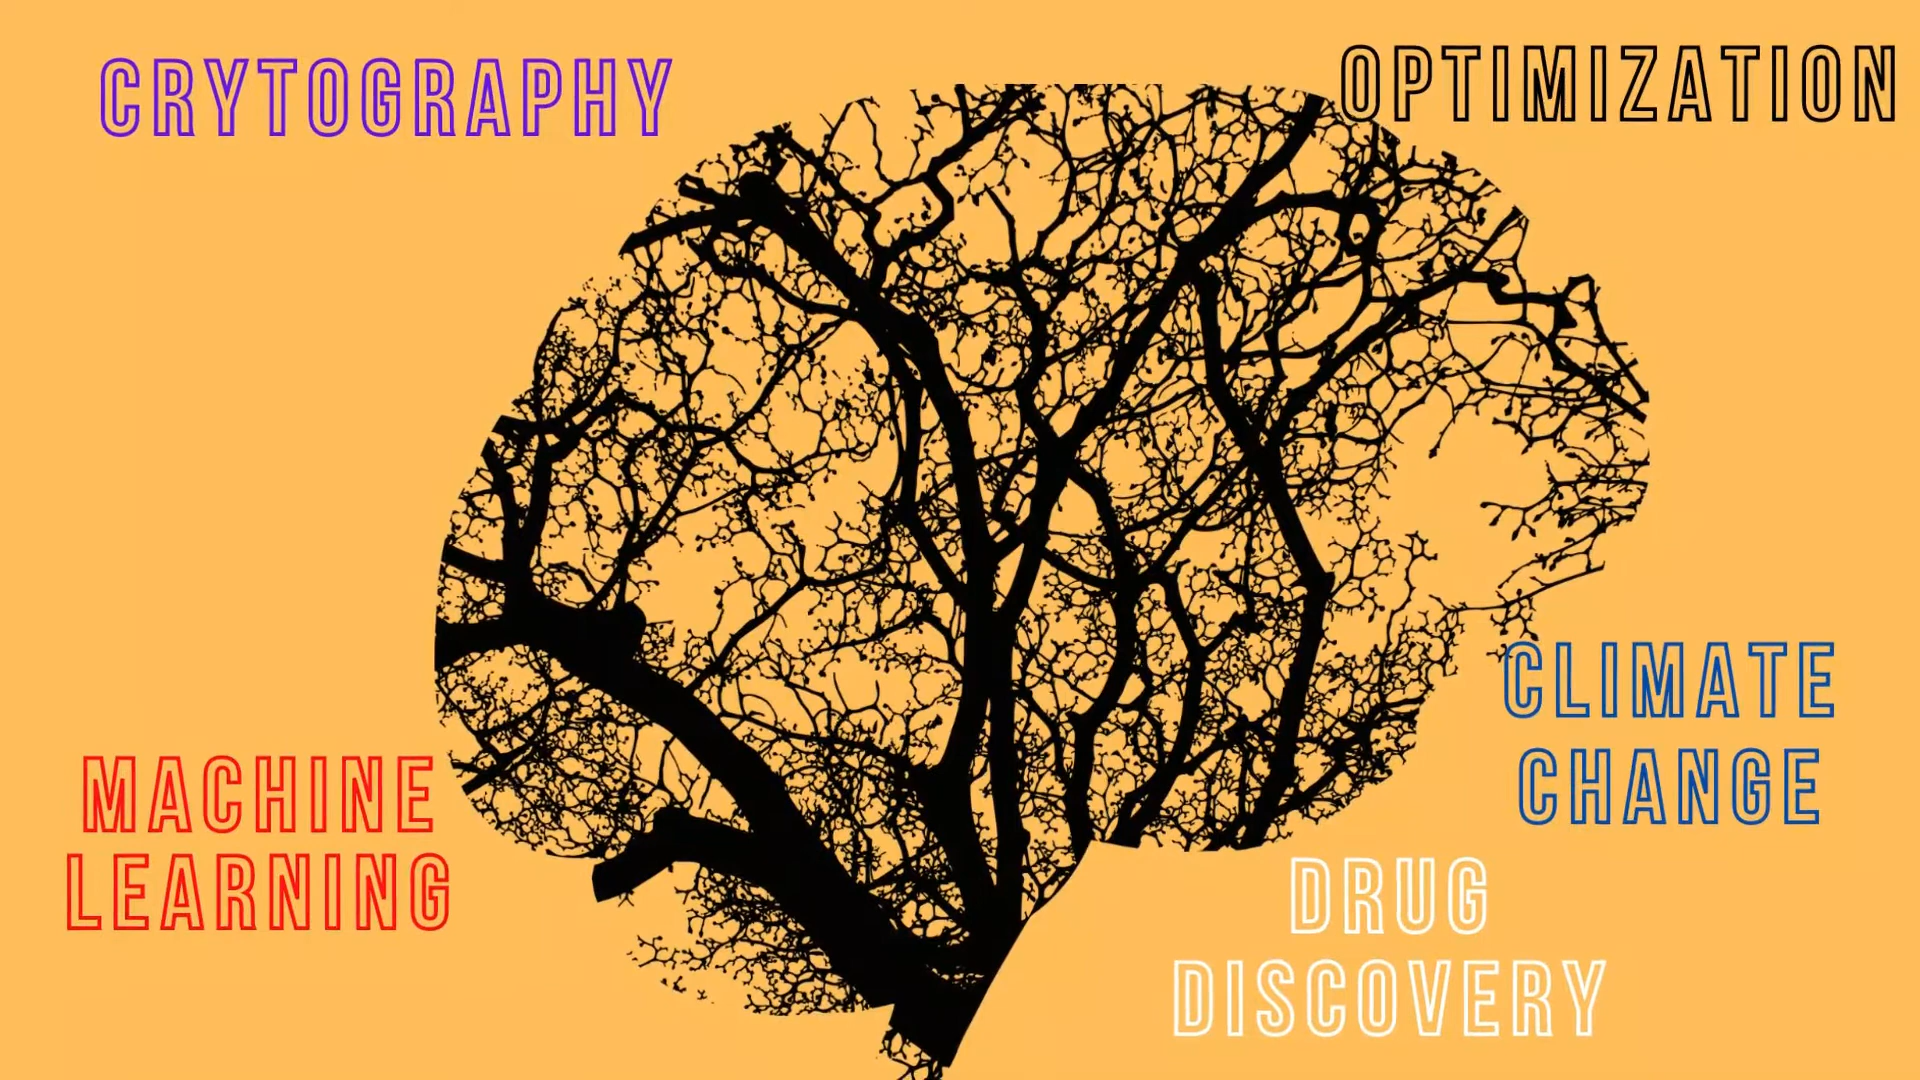 CRYTOGRAPHY
OPTIMIZATION
CLIMATE
CHANGE
MACHINE
LEARNING
DRUG
DISCOVERY